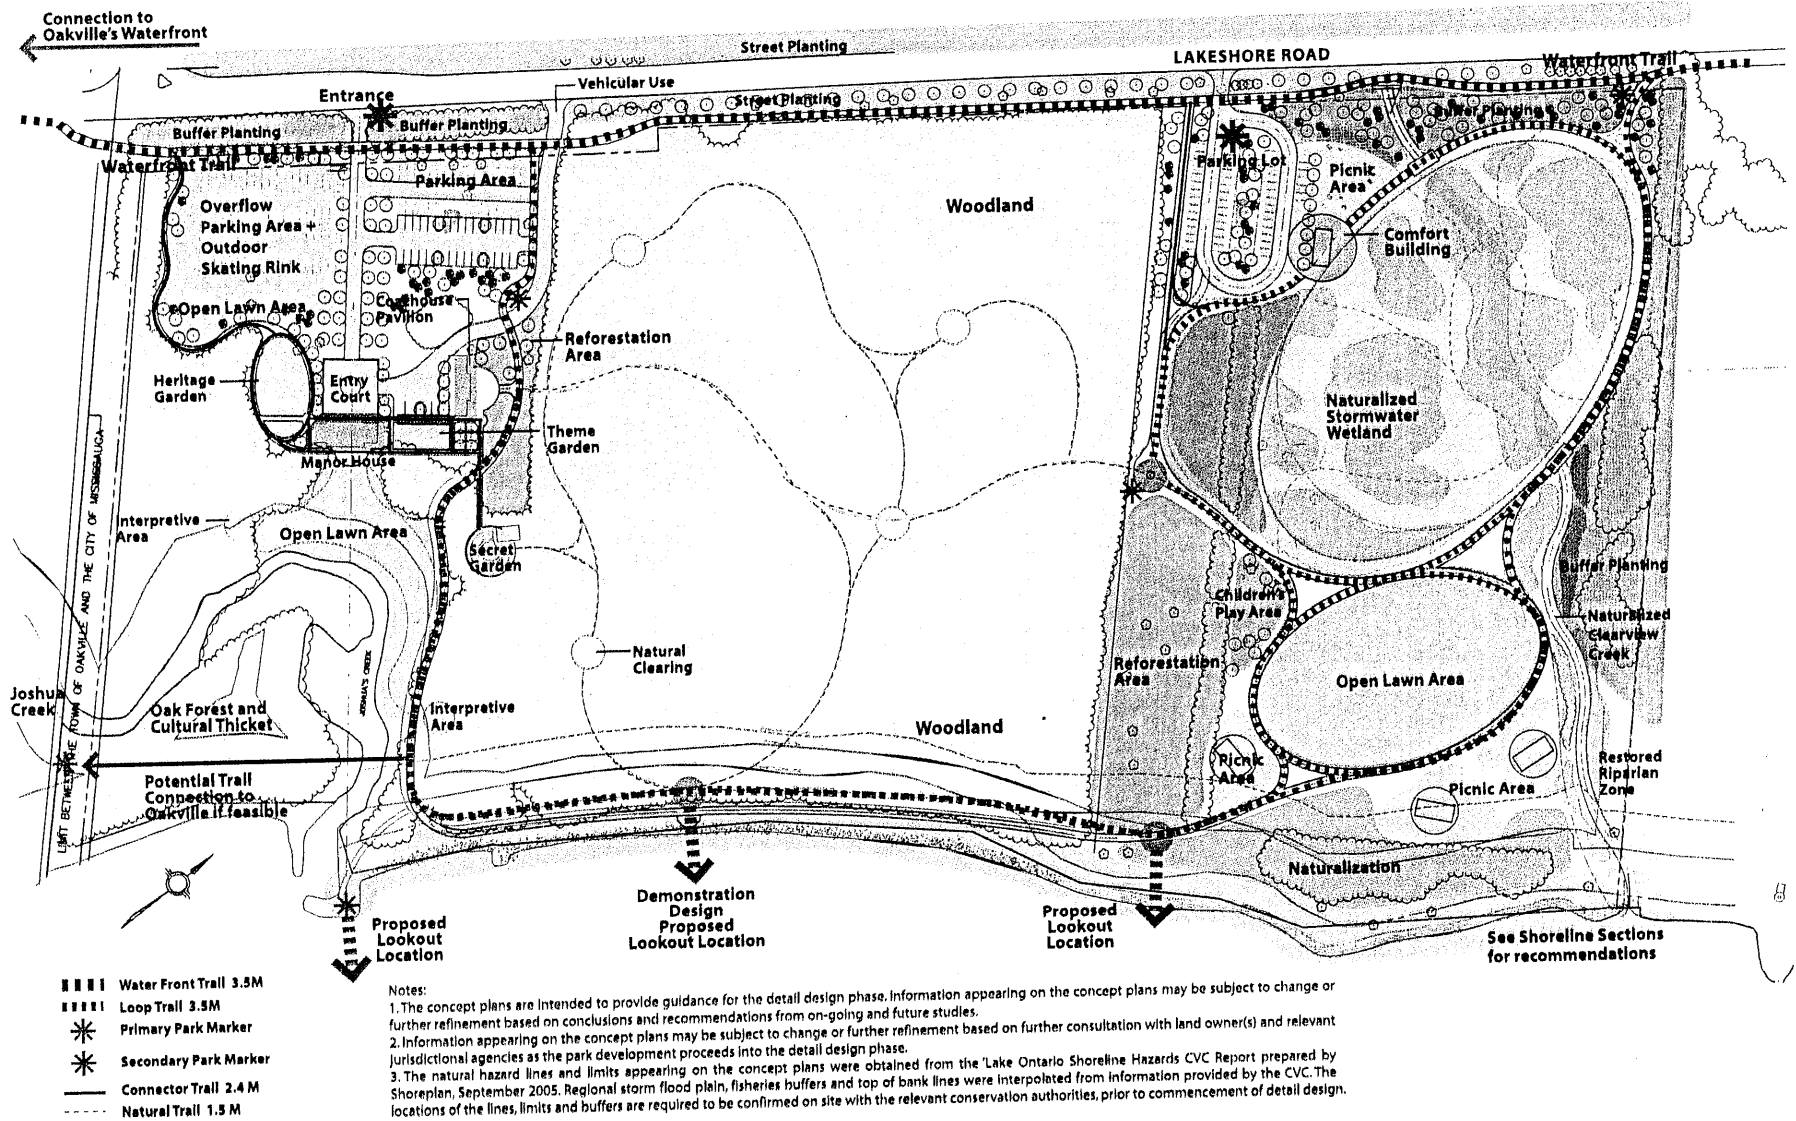 Connection to
Oakville's Waterfront
Street Planting
LAKESHORE ROAD
Waterfront Trail
Vehicular Use
Entrance
Street Planting
Buffer Planting
Buffer Planting
Buffer Planting
Waterfront Trail
Parking Area
Parking Lot
Picnic
Area
Overflow
Parking Area +
Outdoor
Skating Rink
Woodland
Comfort
Building
Open Lawn Area
Coachouse
Pavilion
Reforestation
Area
Heritage
Garden
Entry
Court
Naturalized
Stormwater
Wetland
Theme
Garden
Manor House
Interpretive
Area
Open Lawn Area
Secret
Garden
Buffer Planting
Children's
Play Area
Naturalized
Clearview
Creek
Natural
Clearing
Reforestation
Area
Open Lawn Area
JOSHUA'S CREEK
Joshua
Creek
Oak Forest and
Cultural Thicket
Interpretive
Area
Woodland
Picnic
Area
Restored
Riparian
Zone
Potential Trail
Connection to
Oakville if feasible
Picnic Area
LIMIT BETWEEN THE TOWN OF OAKVILLE AND THE CITY OF MISSISSAUGA
Naturalization
Proposed
Lookout
Location
Demonstration
Design
Proposed
Lookout Location
Proposed
Lookout
Location
See Shoreline Sections
for recommendations
Water Front Trail 3.5M
Loop Trail 3.5M
Primary Park Marker
Secondary Park Marker
Connector Trail 2.4 M
Natural Trail 1.5 M
Notes:
1. The concept plans are intended to provide guidance for the detail design phase. Information appearing on the concept plans may be subject to change or
further refinement based on conclusions and recommendations from on-going and future studies.
2. Information appearing on the concept plans may be subject to change or further refinement based on further consultation with land owner(s) and relevant
jurisdictional agencies as the park development proceeds into the detail design phase.
3. The natural hazard lines and limits appearing on the concept plans were obtained from the 'Lake Ontario Shoreline Hazards CVC Report prepared by
Shoreplan, September 2005. Regional storm flood plain, fisheries buffers and top of bank lines were interpolated from information provided by the CVC. The
locations of the lines, limits and buffers are required to be confirmed on site with the relevant conservation authorities, prior to commencement of detail design.